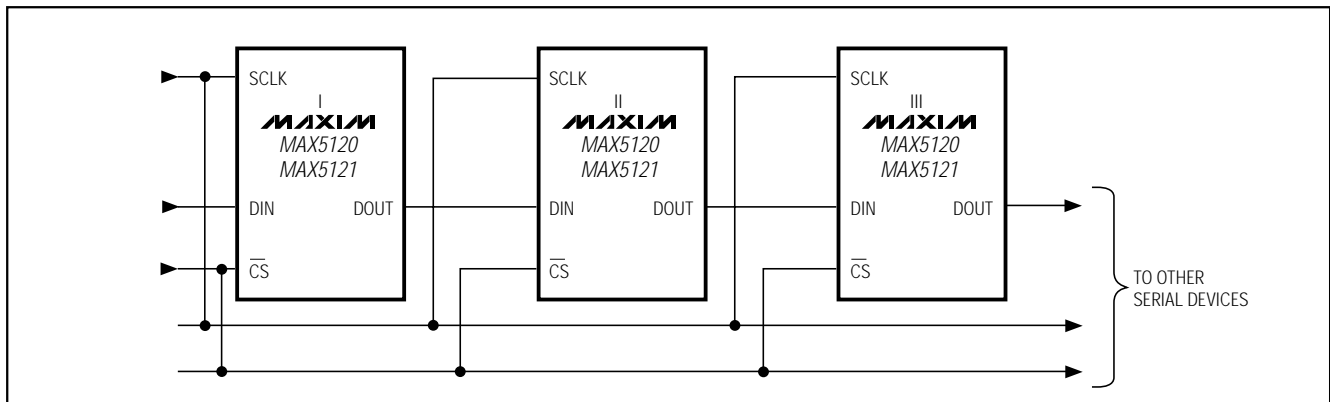 SCLK
I
MAXIM
MAX5120
MAX5121
DIN
DOUT
CS
SCLK
II
MAXIM
MAX5120
MAX5121
DIN
DOUT
CS
SCLK
III
MAXIM
MAX5120
MAX5121
DIN
DOUT
CS
TO OTHER
SERIAL DEVICES